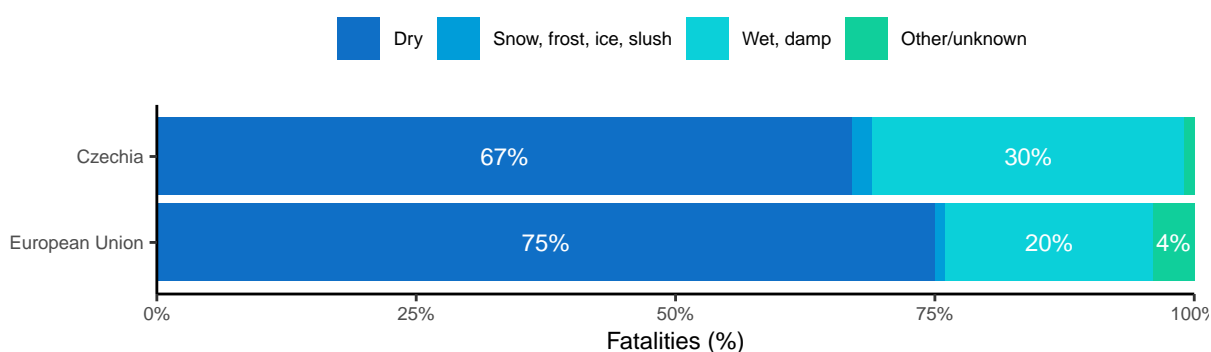 Dry Snow, frost, ice, slush Wet, damp Other/unknown
Czechia 67% 30%
European Union 75% 20% 4%
0% 25% 50% 75% 100%
Fatalities (%)